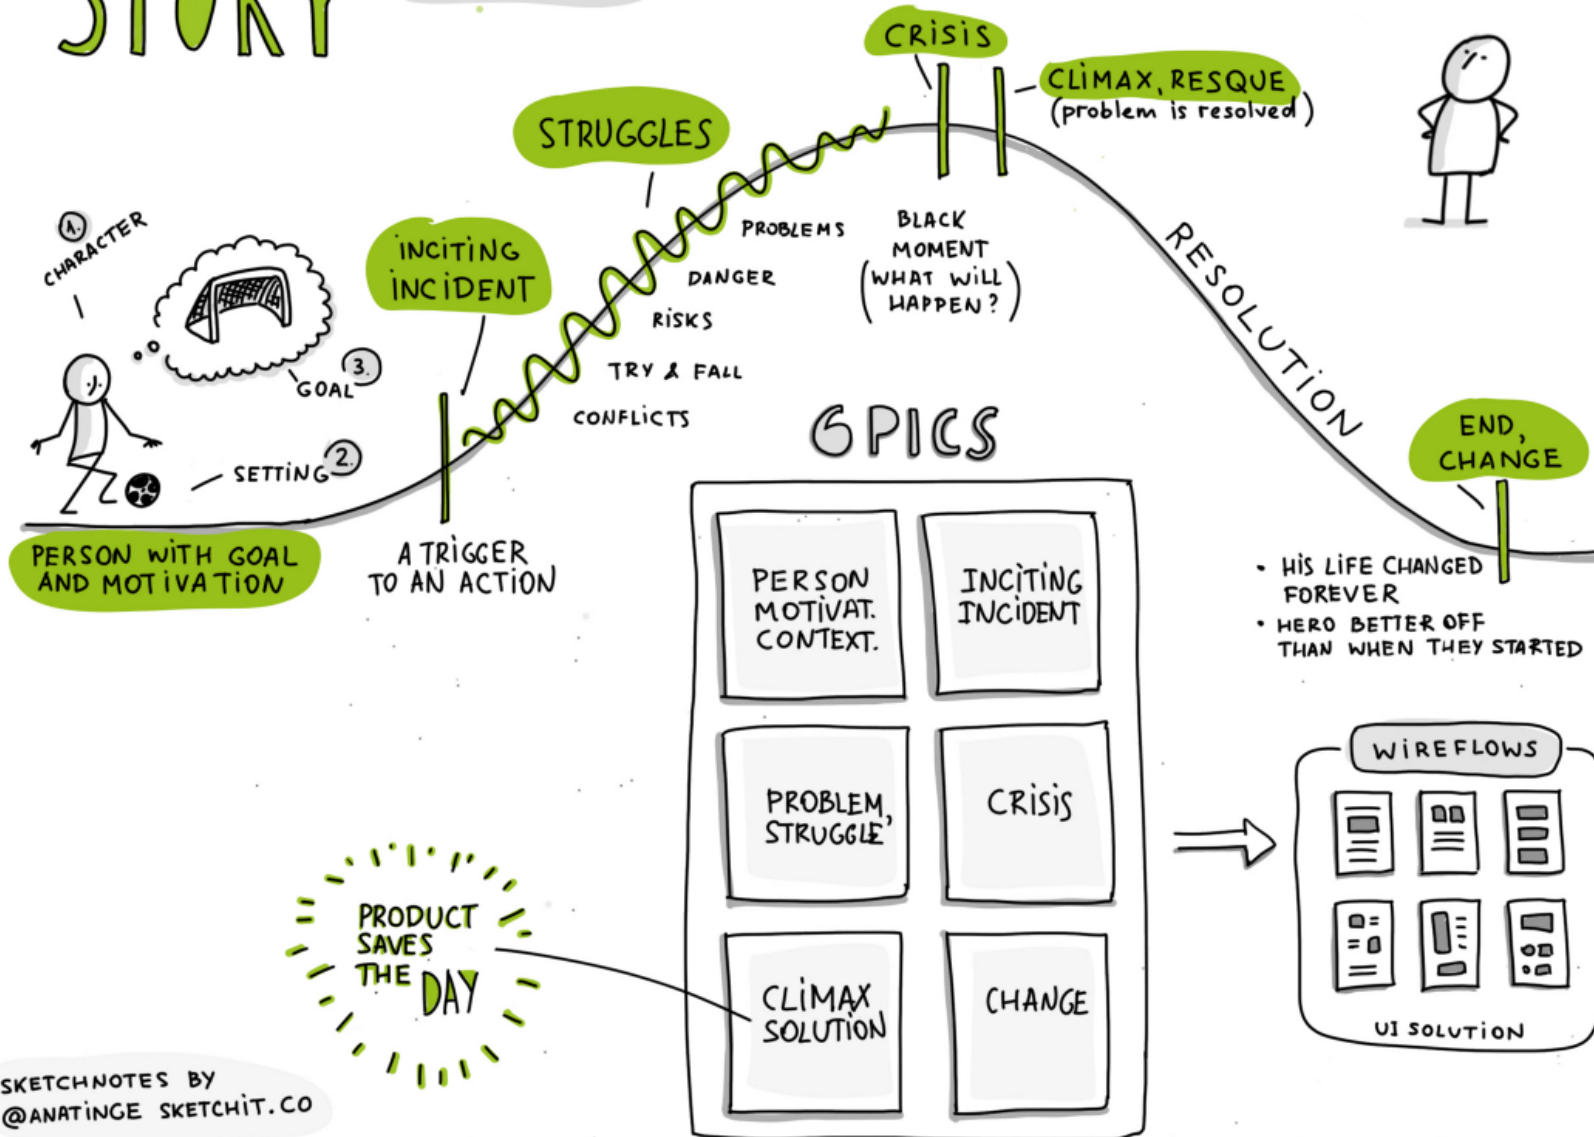 STORY
CRISIS
CLIMAX, RESQUE
(problem is resolved)
STRUGGLES
1.
CHARACTER
INCITING
INCIDENT
PROBLEMS
DANGER
RISKS
TRY & FALL
CONFLICTS
BLACK
MOMENT
(WHAT WILL
HAPPEN?)
RESOLUTION
GOAL 3.
SETTING 2.
PERSON WITH GOAL
AND MOTIVATION
A TRIGGER
TO AN ACTION
END,
CHANGE
• HIS LIFE CHANGED
FOREVER
• HERO BETTER OFF
THAN WHEN THEY STARTED
6 PICS
PERSON
MOTIVAT.
CONTEXT.
INCITING
INCIDENT
PROBLEM,
STRUGGLE
CRISIS
CLIMAX
SOLUTION
CHANGE
PRODUCT
SAVES
THE DAY
WIREFLOWS
UI SOLUTION
SKETCHNOTES BY
@ANATINGE SKETCHIT.CO